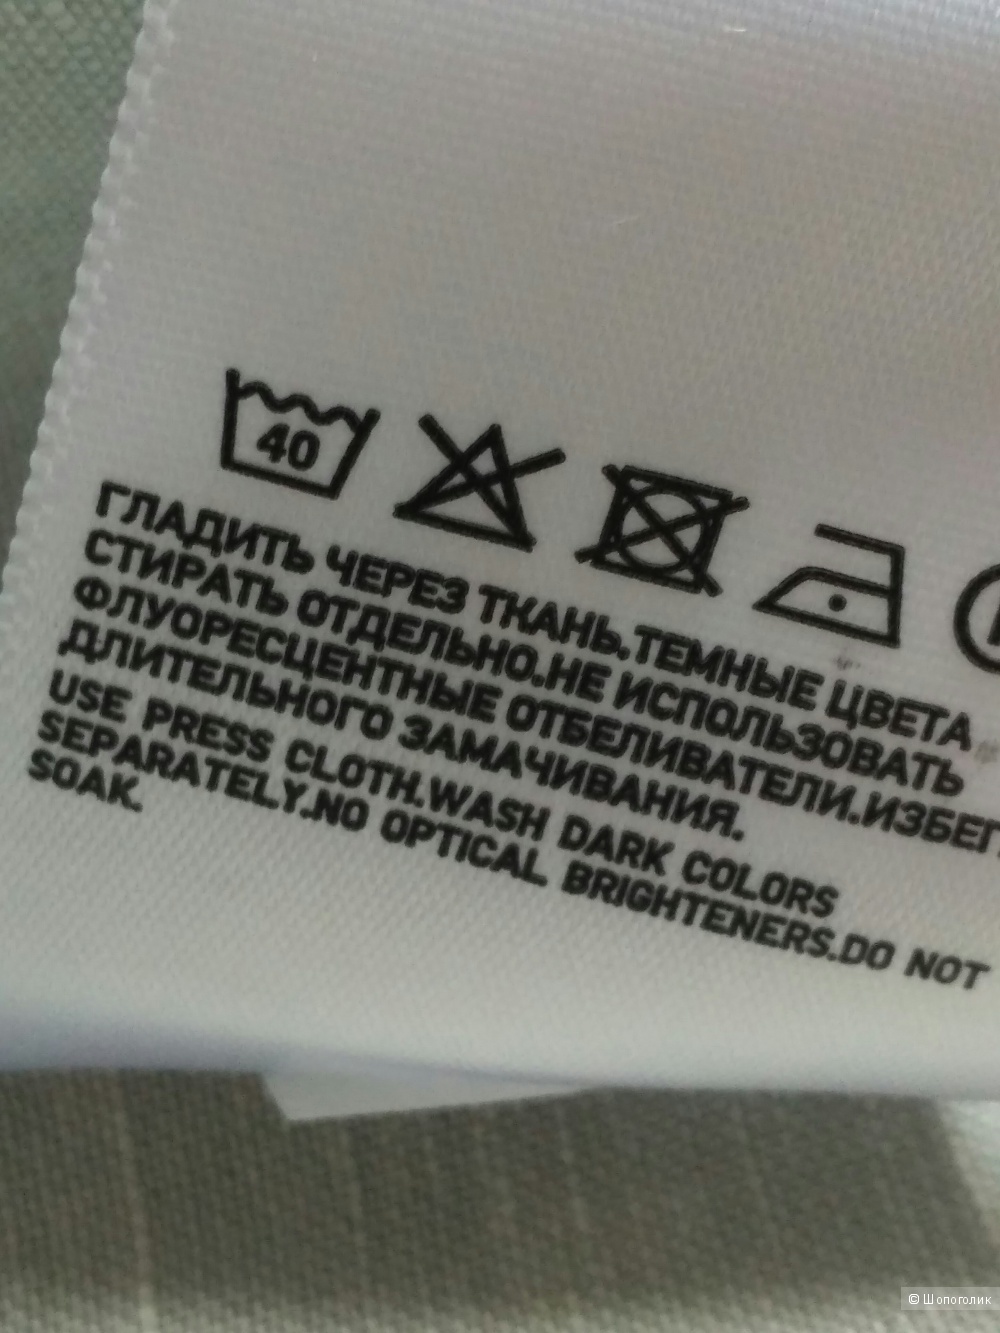 40
ГЛАДИТЬ ЧЕРЕЗ ТКАНЬ.ТЕМНЫЕ ЦВЕТА
СТИРАТЬ ОТДЕЛЬНО.НЕ ИСПОЛЬЗОВАТЬ
ФЛУОРЕСЦЕНТНЫЕ ОТБЕЛИВАТЕЛИ.ИЗБЕГ
ДЛИТЕЛЬНОГО ЗАМАЧИВАНИЯ.
USE PRESS CLOTH.WASH DARK COLORS
SEPARATELY.NO OPTICAL BRIGHTENERS.DO NOT
SOAK.
© Шопоголик